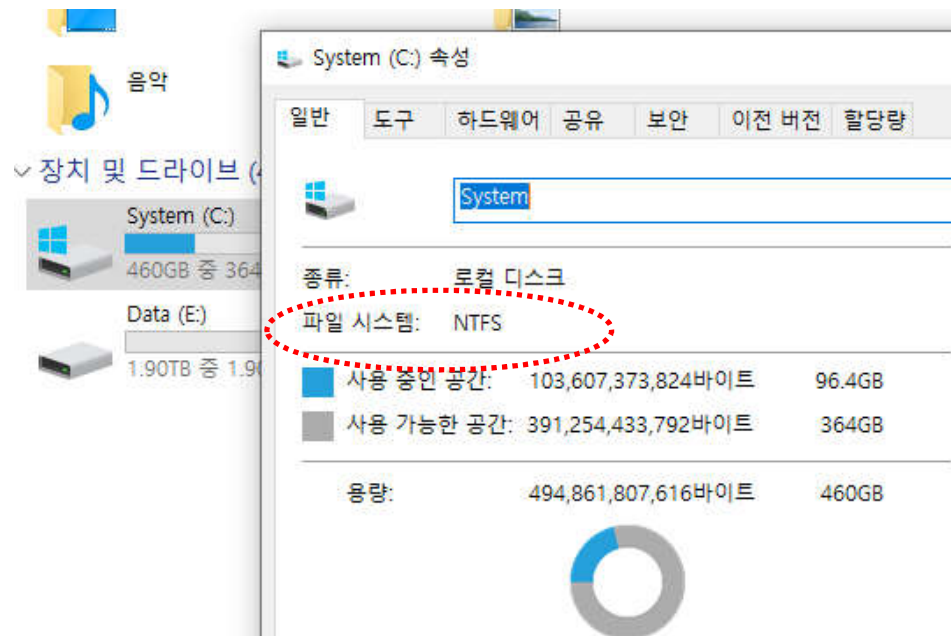 음악
장치 및 드라이브 (
System (C:)
460GB 중 364
Data (E:)
1.90TB 중 1.90
System (C:) 속성
일반 도구 하드웨어 공유 보안 이전 버전 할당량
System
종류: 로컬 디스크
파일 시스템: NTFS
사용 중인 공간: 103,607,373,824바이트 96.4GB
사용 가능한 공간: 391,254,433,792바이트 364GB
용량: 494,861,807,616바이트 460GB